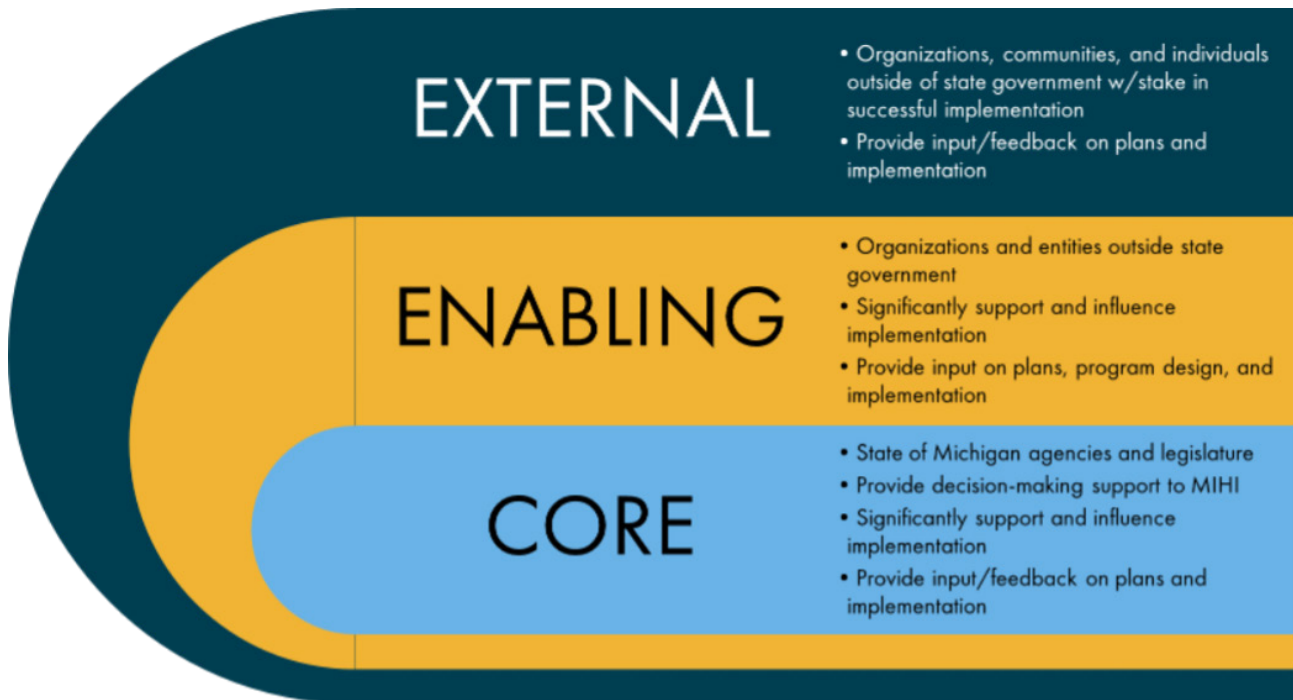 EXTERNAL
• Organizations, communities, and individuals
outside of state government w/stake in
successful implementation
• Provide input/feedback on plans and
implementation
ENABLING
• Organizations and entities outside state
government
• Significantly support and influence
implementation
• Provide input on plans, program design, and
implementation
CORE
• State of Michigan agencies and legislature
• Provide decision-making support to MIHI
• Significantly support and influence
implementation
• Provide input/feedback on plans and
implementation